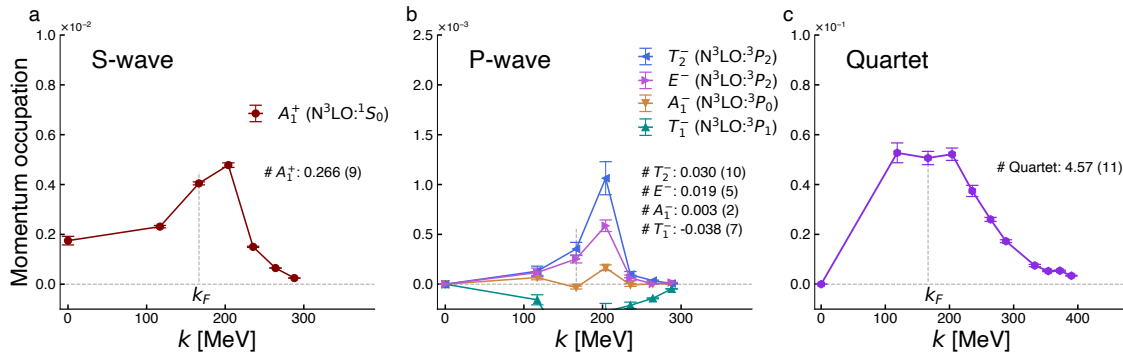 a
×10⁻²
S-wave
Momentum occupation
1.0
0.8
0.6
0.4
0.2
0.0
A₁⁺ (N³LO:¹S₀)
# A₁⁺: 0.266 (9)
k_F
0
100
200
300
k [MeV]
b
×10⁻³
P-wave
2.5
2.0
1.5
1.0
0.5
0.0
T₂⁻ (N³LO:³P₂)
E⁻ (N³LO:³P₂)
A₁⁻ (N³LO:³P₀)
T₁⁻ (N³LO:³P₁)
# T₂⁻: 0.030 (10)
# E⁻: 0.019 (5)
# A₁⁻: 0.003 (2)
# T₁⁻: -0.038 (7)
0
100
200
300
k [MeV]
c
×10⁻¹
Quartet
1.0
0.8
0.6
0.4
0.2
0.0
# Quartet: 4.57 (11)
k_F
0
100
200
300
400
k [MeV]